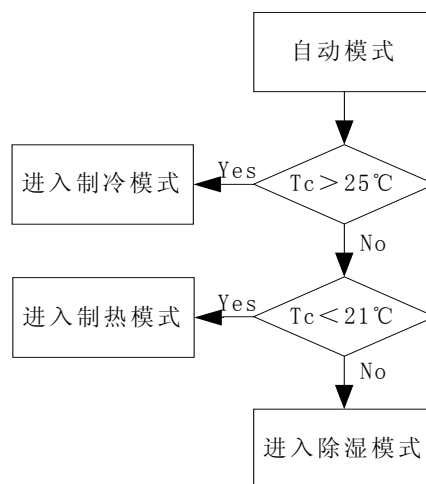 自动模式
Yes
进入制冷模式
Tc＞25℃
No
Yes
进入制热模式
Tc＜21℃
No
进入除湿模式